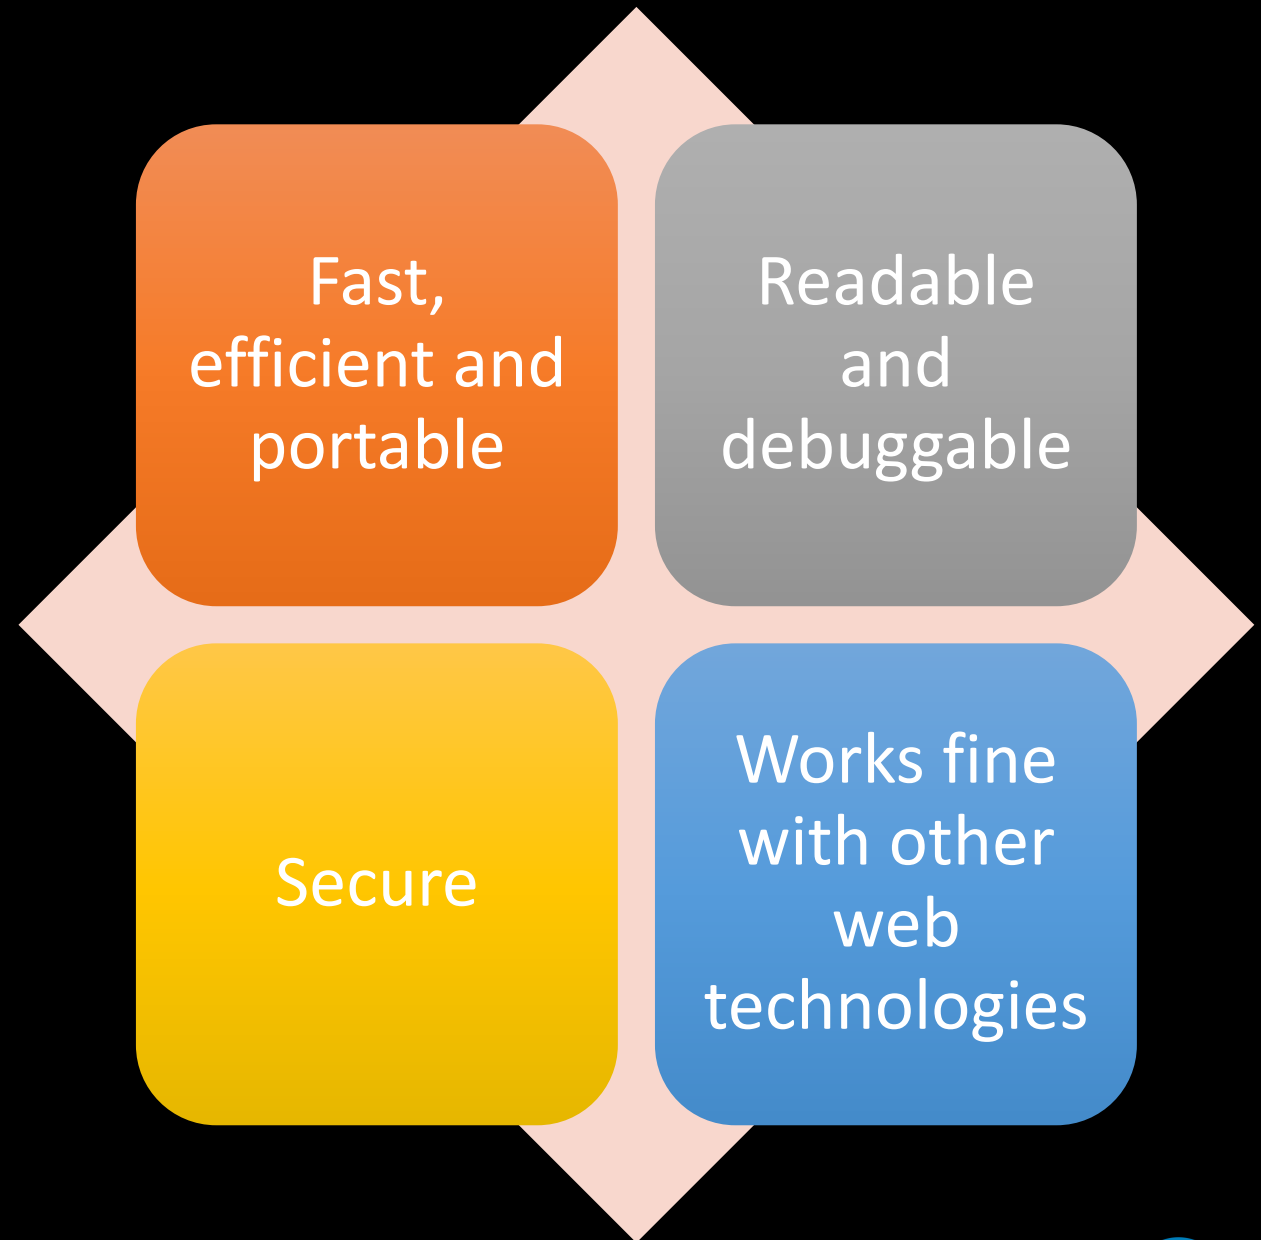 Fast,
efficient and
portable
Readable
and
debuggable
Secure
Works fine
with other
web
technologies